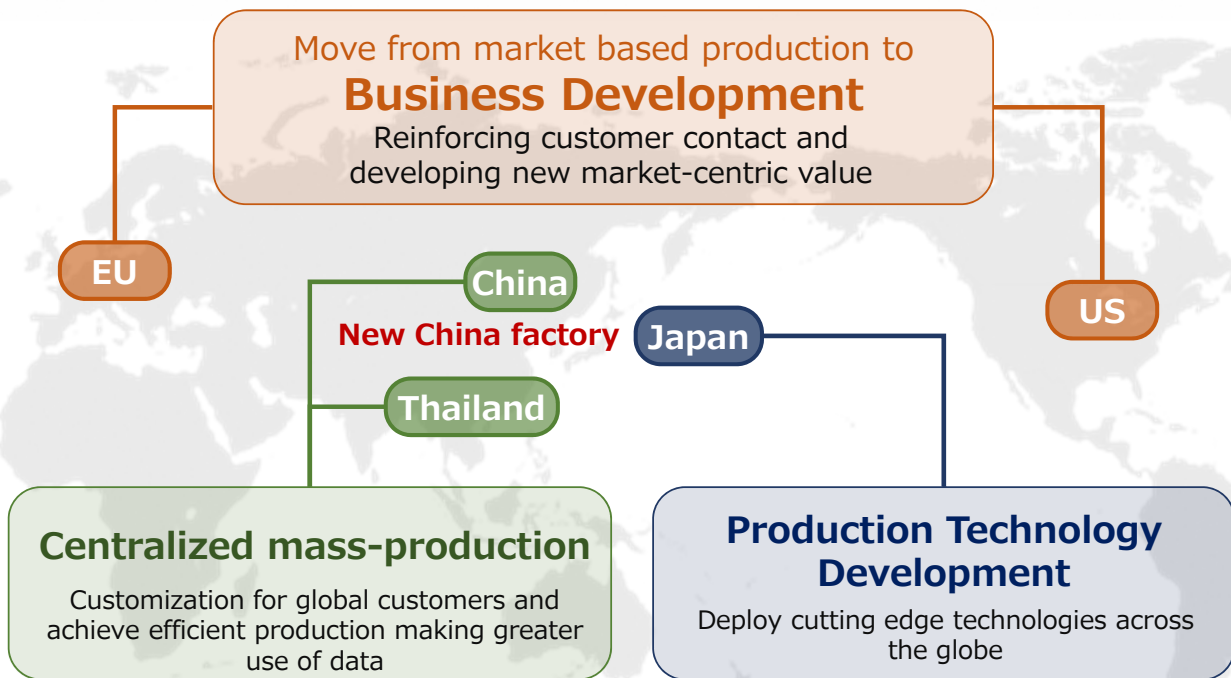 Move from market based production to
Business Development
Reinforcing customer contact and
developing new market-centric value
EU
China
US
New China factory
Japan
Thailand
Centralized mass-production
Customization for global customers and
achieve efficient production making greater
use of data
Production Technology
Development
Deploy cutting edge technologies across
the globe